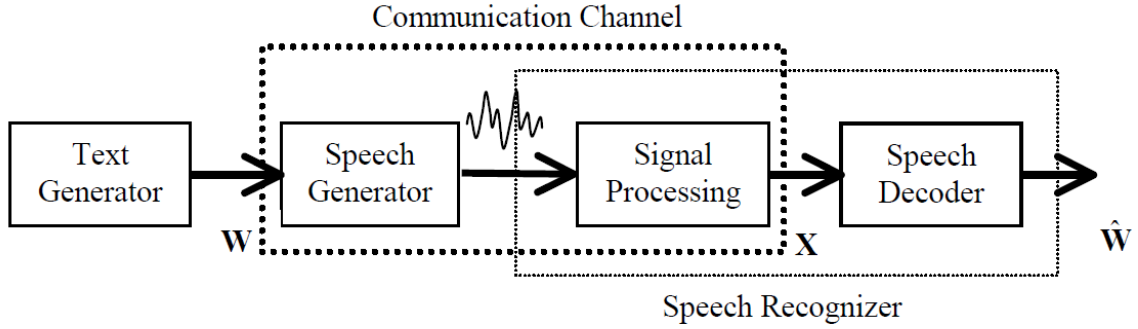 Communication Channel
Text
Generator
Speech
Generator
Signal
Processing
Speech
Decoder
W
X
Ŵ
Speech Recognizer